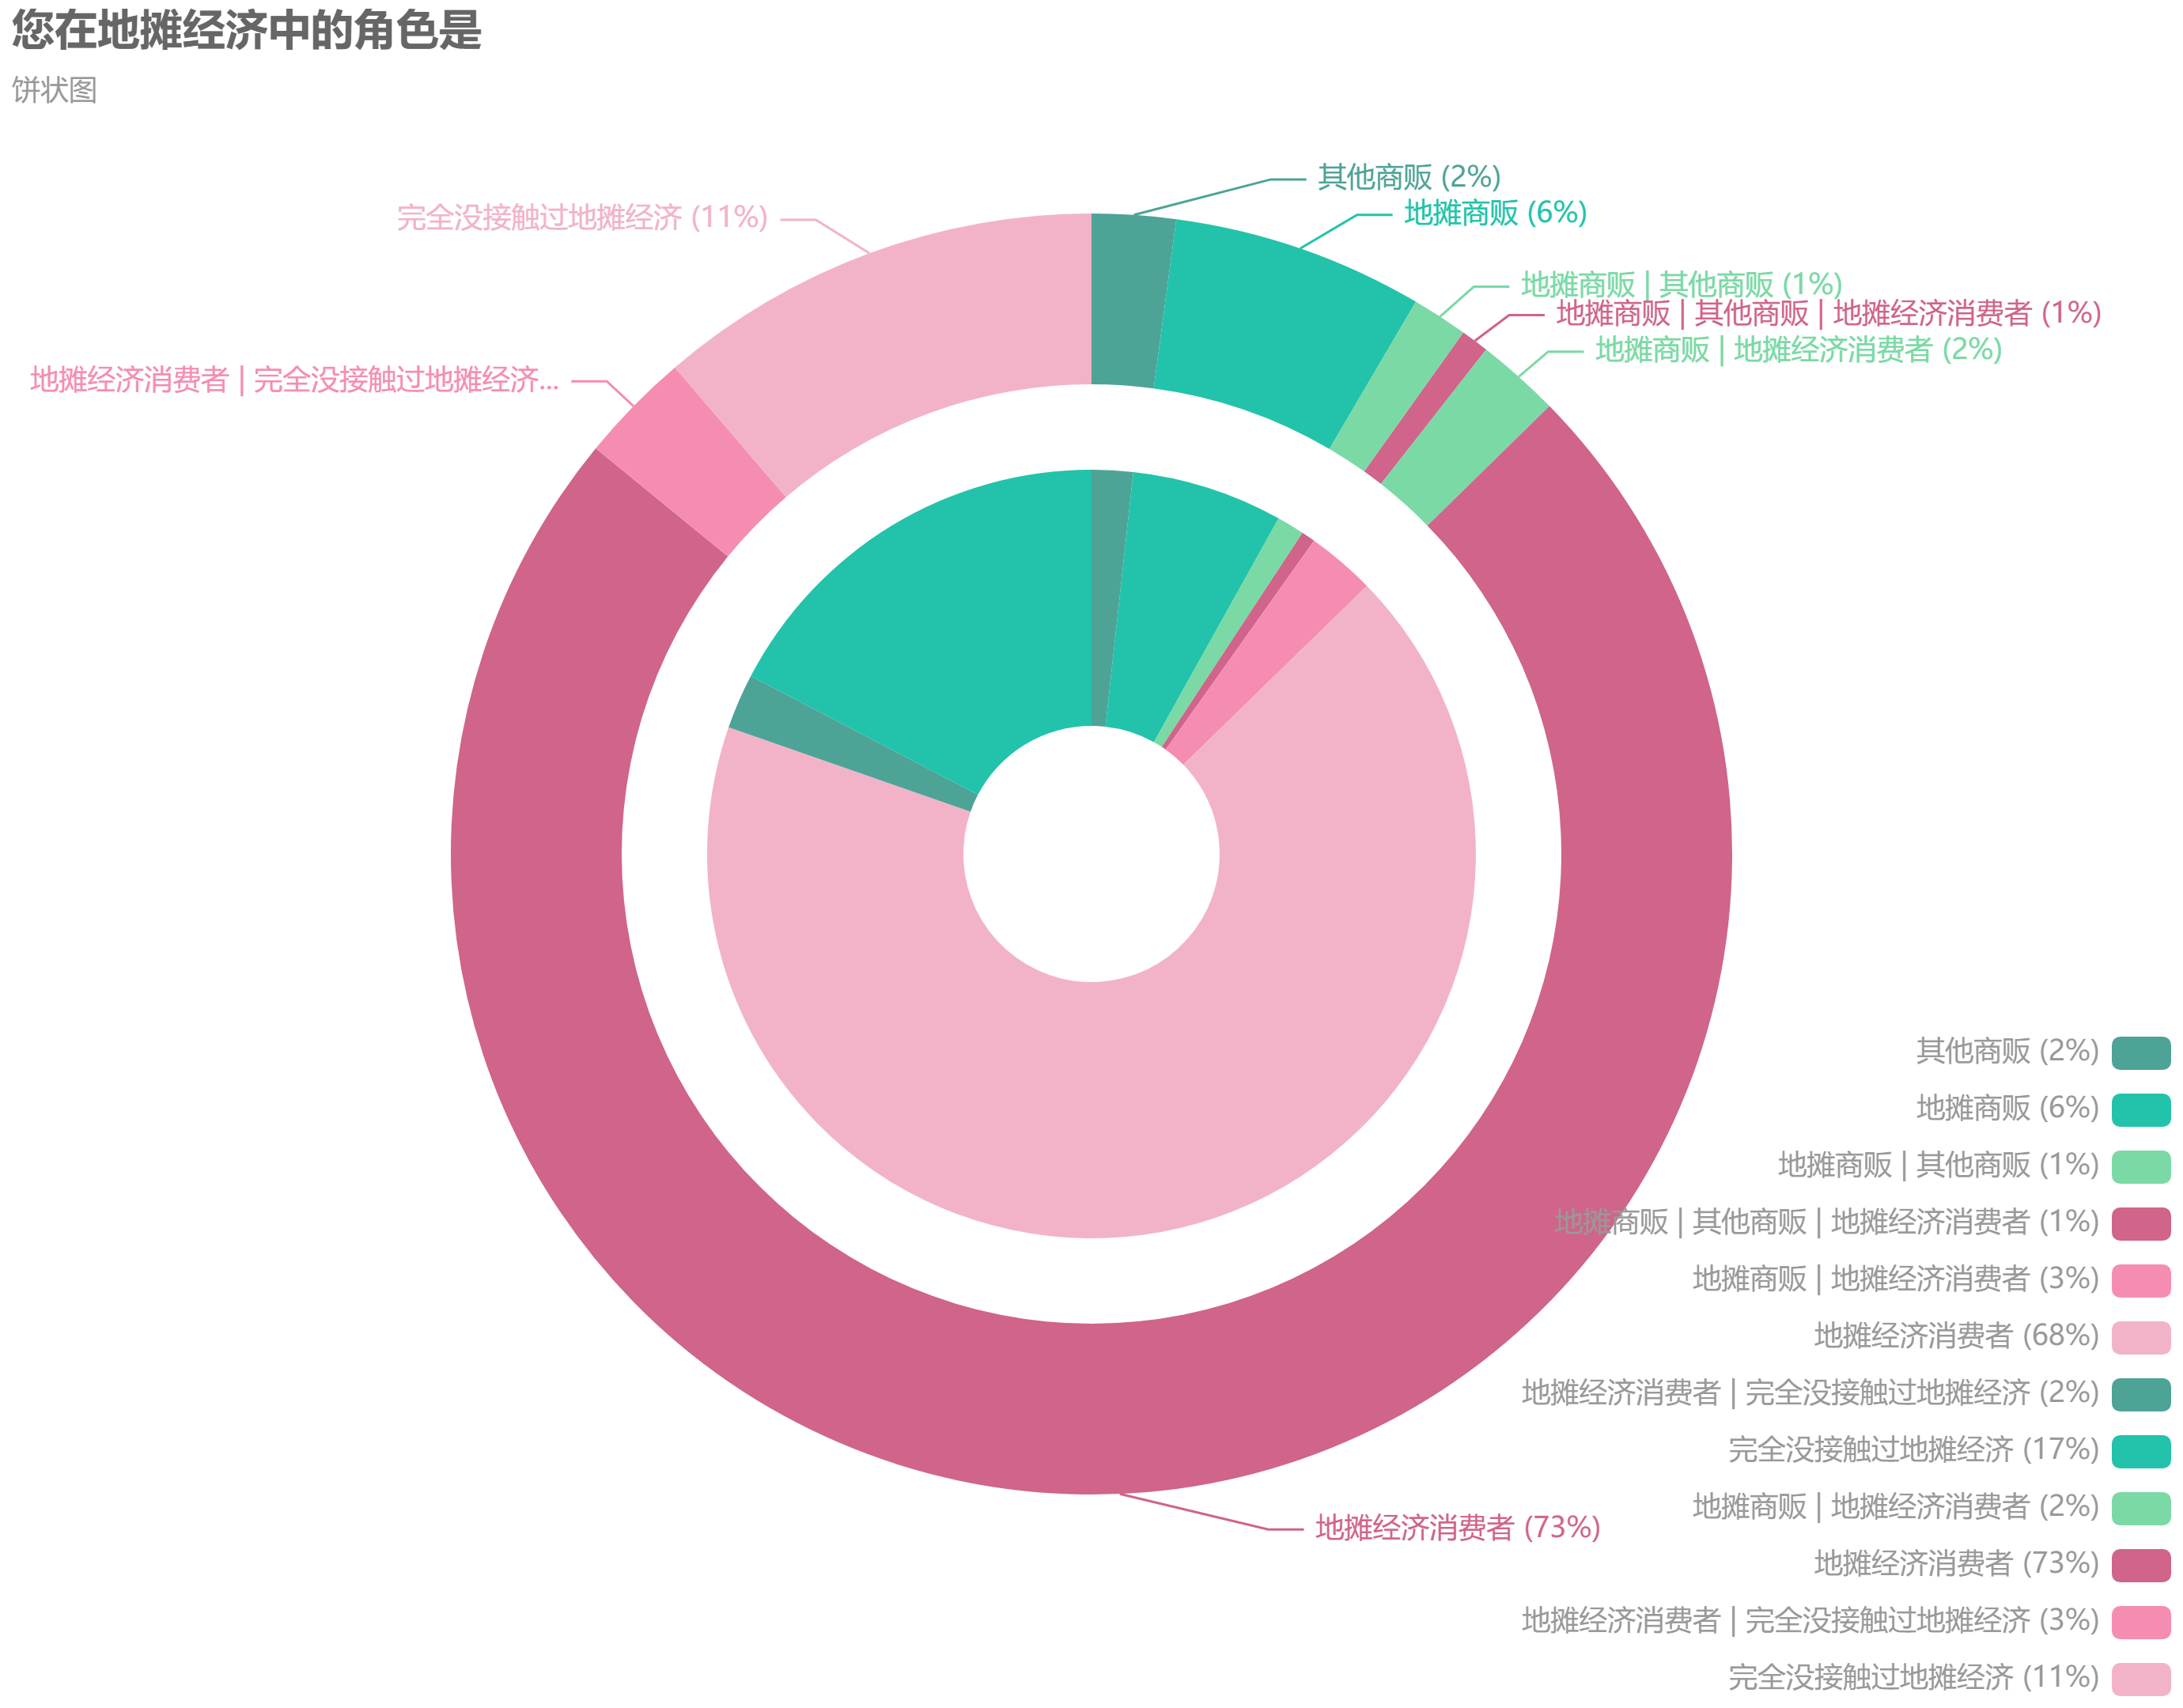 您在地摊经济中的角色是
饼状图
其他商贩 (2%)
地摊商贩 (6%)
完全没接触过地摊经济 (11%)
地摊商贩 | 其他商贩 (1%)
地摊商贩 | 其他商贩 | 地摊经济消费者 (1%)
地摊商贩 | 地摊经济消费者 (2%)
地摊经济消费者 | 完全没接触过地摊经济...
地摊经济消费者 (73%)
其他商贩 (2%)
地摊商贩 (6%)
地摊商贩 | 其他商贩 (1%)
地摊商贩 | 其他商贩 | 地摊经济消费者 (1%)
地摊商贩 | 地摊经济消费者 (3%)
地摊经济消费者 (68%)
地摊经济消费者 | 完全没接触过地摊经济 (2%)
完全没接触过地摊经济 (17%)
地摊商贩 | 地摊经济消费者 (2%)
地摊经济消费者 (73%)
地摊经济消费者 | 完全没接触过地摊经济 (3%)
完全没接触过地摊经济 (11%)